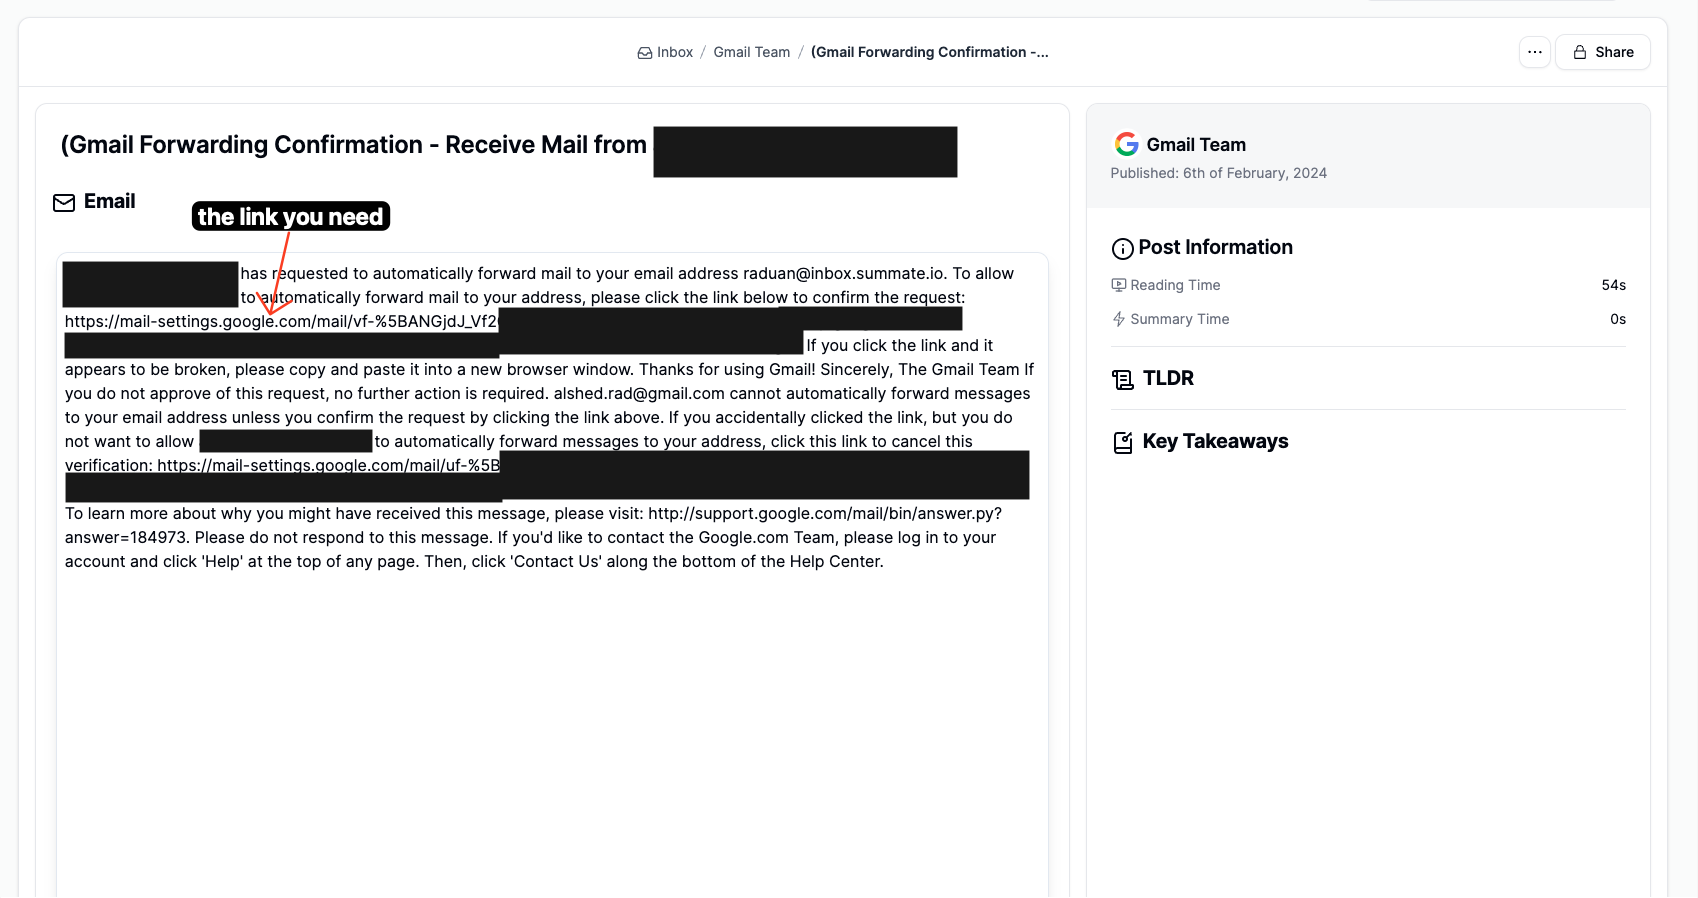 Inbox / Gmail Team / (Gmail Forwarding Confirmation -...
... Share
(Gmail Forwarding Confirmation - Receive Mail from
Email
the link you need
has requested to automatically forward mail to your email address raduan@inbox.summate.io. To allow
to automatically forward mail to your address, please click the link below to confirm the request:
https://mail-settings.google.com/mail/vf-%5BANGjdJ_Vf2
If you click the link and it
appears to be broken, please copy and paste it into a new browser window. Thanks for using Gmail! Sincerely, The Gmail Team If
you do not approve of this request, no further action is required. alshed.rad@gmail.com cannot automatically forward messages
to your email address unless you confirm the request by clicking the link above. If you accidentally clicked the link, but you do
not want to allow to automatically forward messages to your address, click this link to cancel this
verification: https://mail-settings.google.com/mail/uf-%5B
To learn more about why you might have received this message, please visit: http://support.google.com/mail/bin/answer.py?
answer=184973. Please do not respond to this message. If you'd like to contact the Google.com Team, please log in to your
account and click 'Help' at the top of any page. Then, click 'Contact Us' along the bottom of the Help Center.
Gmail Team
Published: 6th of February, 2024
Post Information
Reading Time 54s
Summary Time 0s
TLDR
Key Takeaways